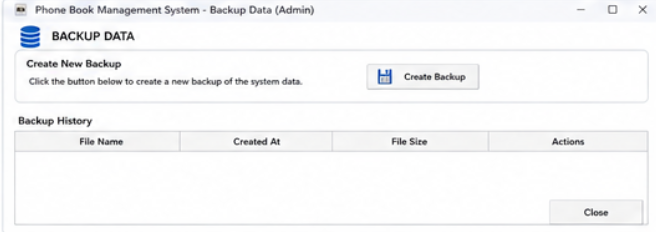 Phone Book Management System - Backup Data (Admin)
BACKUP DATA
Create New Backup
Click the button below to create a new backup of the system data.
Create Backup
Backup History
File Name Created At File Size Actions
Close